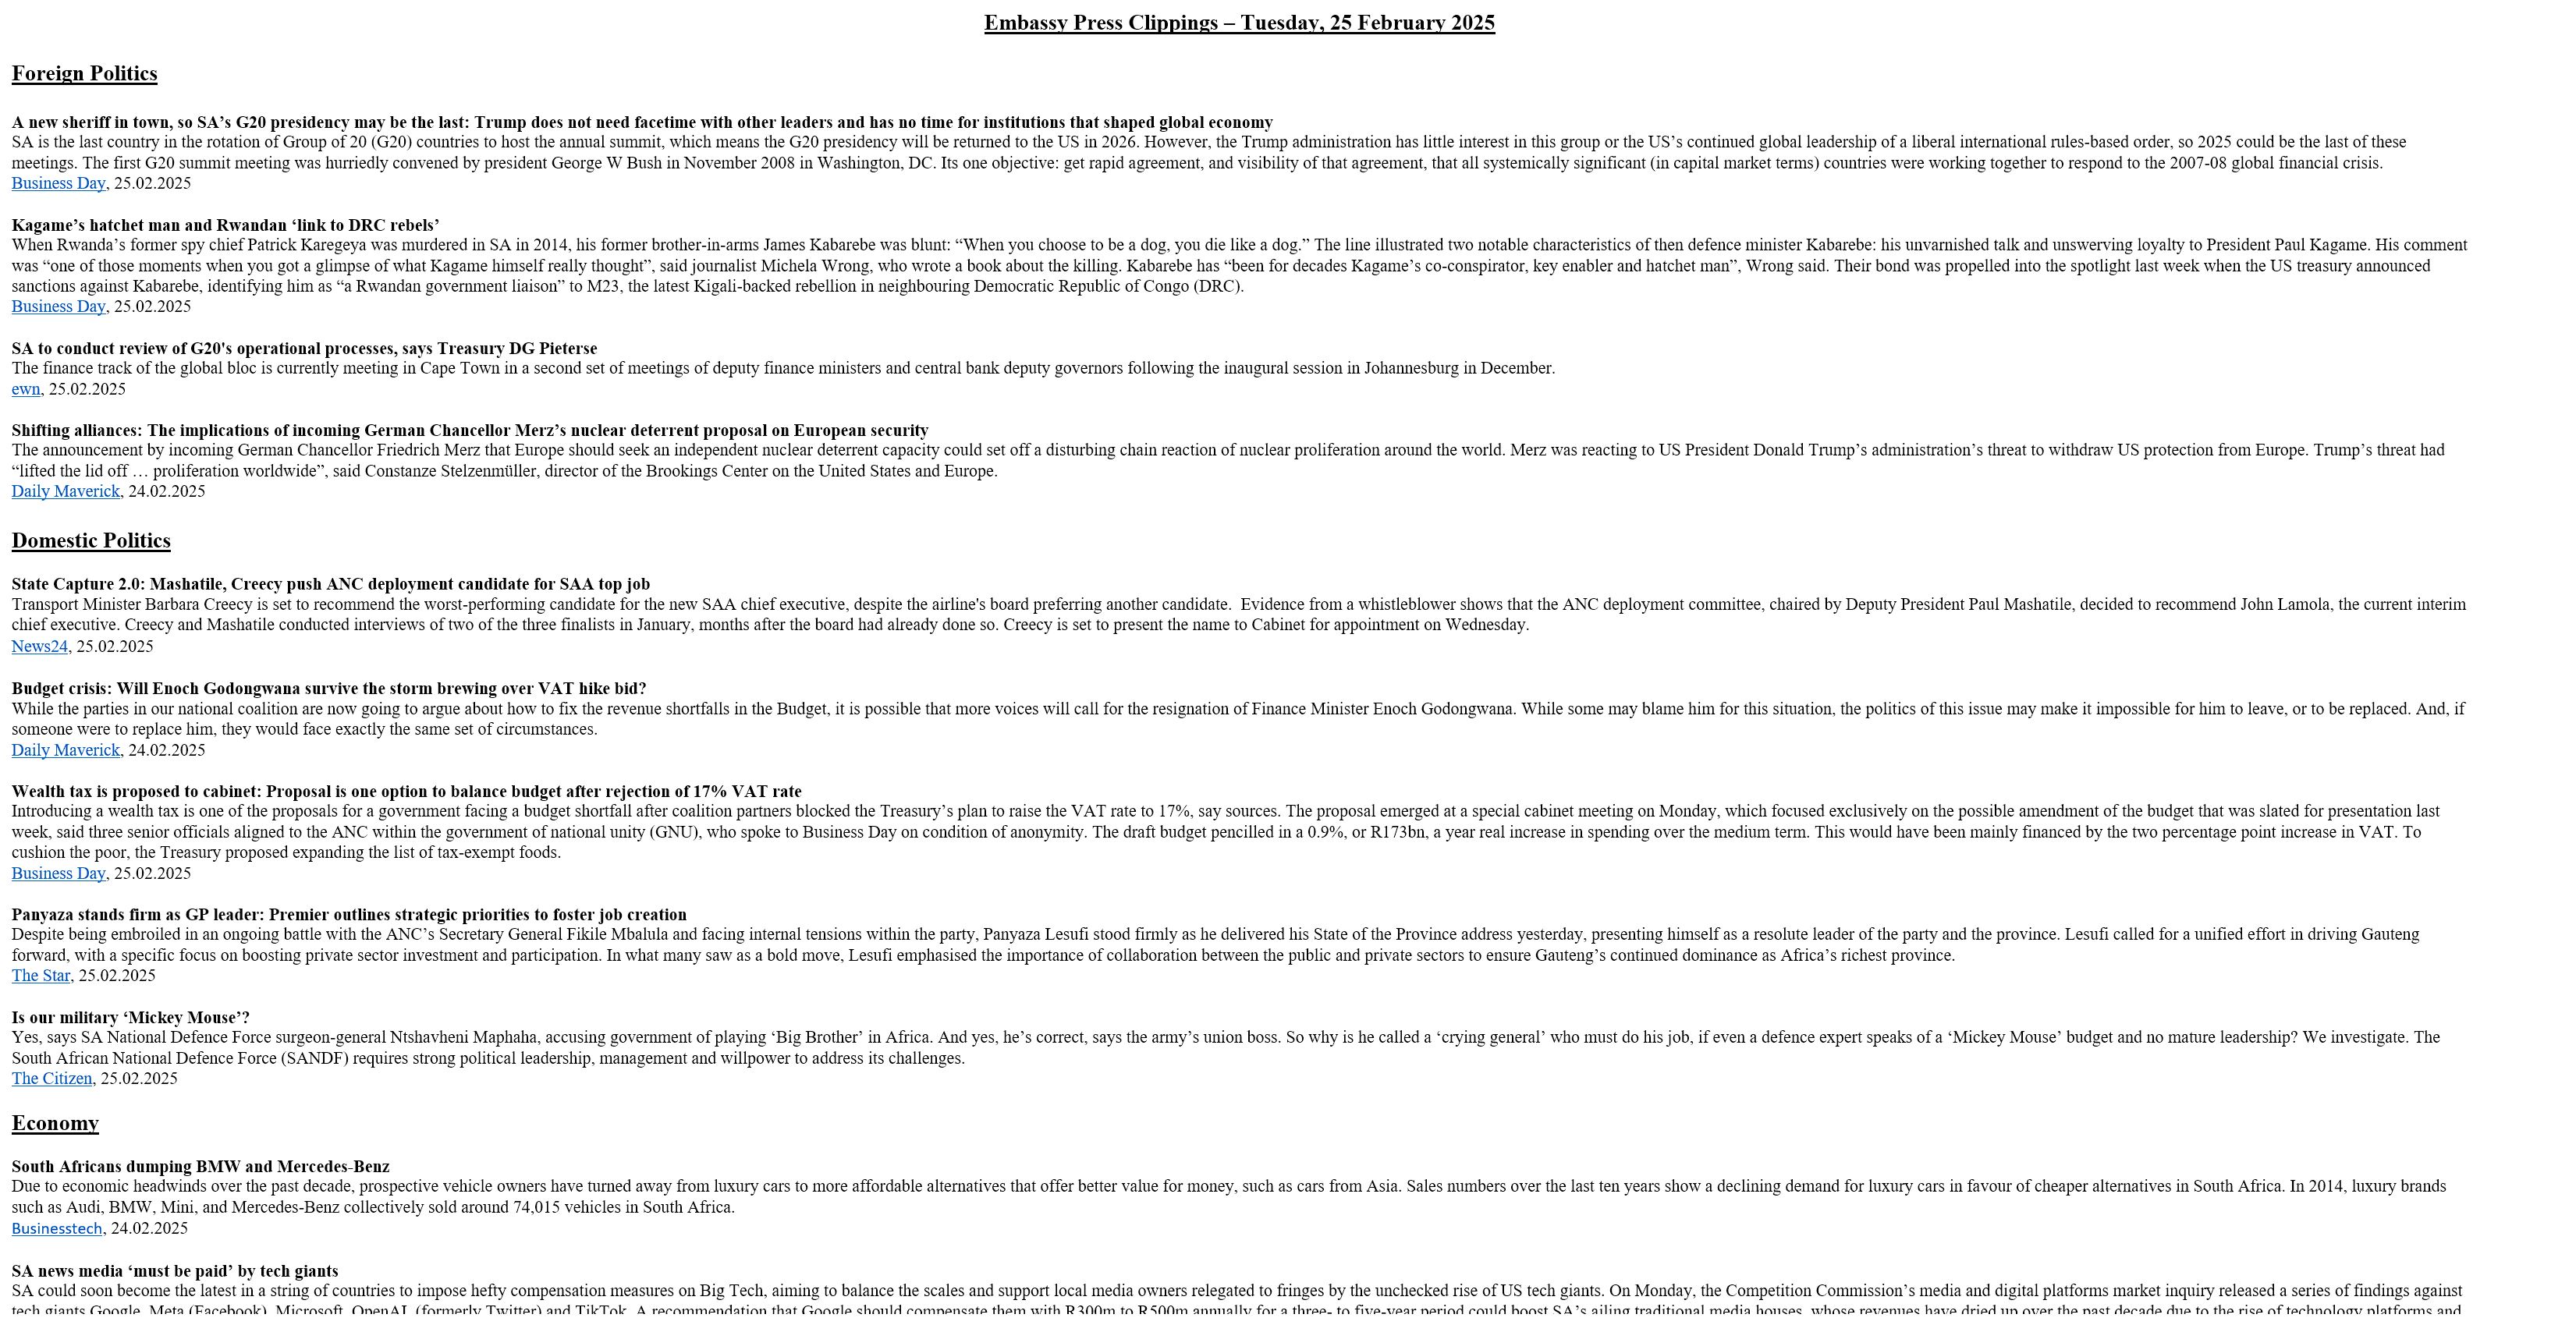 Embassy Press Clippings – Tuesday, 25 February 2025
Foreign Politics
A new sheriff in town, so SA’s G20 presidency may be the last: Trump does not need facetime with other leaders and has no time for institutions that shaped global economy
SA is the last country in the rotation of Group of 20 (G20) countries to host the annual summit, which means the G20 presidency will be returned to the US in 2026. However, the Trump administration has little interest in this group or the US’s continued global leadership of a liberal international rules-based order, so 2025 could be the last of these
meetings. The first G20 summit meeting was hurriedly convened by president George W Bush in November 2008 in Washington, DC. Its one objective: get rapid agreement, and visibility of that agreement, that all systemically significant (in capital market terms) countries were working together to respond to the 2007-08 global financial crisis.
Business Day, 25.02.2025
Kagame’s hatchet man and Rwandan ‘link to DRC rebels’
When Rwanda’s former spy chief Patrick Karegeya was murdered in SA in 2014, his former brother-in-arms James Kabarebe was blunt: “When you choose to be a dog, you die like a dog.” The line illustrated two notable characteristics of then defence minister Kabarebe: his unvarnished talk and unswerving loyalty to President Paul Kagame. His comment
was “one of those moments when you got a glimpse of what Kagame himself really thought”, said journalist Michela Wrong, who wrote a book about the killing. Kabarebe has “been for decades Kagame’s co-conspirator, key enabler and hatchet man”, Wrong said. Their bond was propelled into the spotlight last week when the US treasury announced
sanctions against Kabarebe, identifying him as “a Rwandan government liaison” to M23, the latest Kigali-backed rebellion in neighbouring Democratic Republic of Congo (DRC).
Business Day, 25.02.2025
SA to conduct review of G20's operational processes, says Treasury DG Pieterse
The finance track of the global bloc is currently meeting in Cape Town in a second set of meetings of deputy finance ministers and central bank deputy governors following the inaugural session in Johannesburg in December.
ewn, 25.02.2025
Shifting alliances: The implications of incoming German Chancellor Merz’s nuclear deterrent proposal on European security
The announcement by incoming German Chancellor Friedrich Merz that Europe should seek an independent nuclear deterrent capacity could set off a disturbing chain reaction of nuclear proliferation around the world. Merz was reacting to US President Donald Trump’s administration’s threat to withdraw US protection from Europe. Trump’s threat had
“lifted the lid off … proliferation worldwide”, said Constanze Stelzenmüller, director of the Brookings Center on the United States and Europe.
Daily Maverick, 24.02.2025
Domestic Politics
State Capture 2.0: Mashatile, Creecy push ANC deployment candidate for SAA top job
Transport Minister Barbara Creecy is set to recommend the worst-performing candidate for the new SAA chief executive, despite the airline's board preferring another candidate.  Evidence from a whistleblower shows that the ANC deployment committee, chaired by Deputy President Paul Mashatile, decided to recommend John Lamola, the current interim
chief executive. Creecy and Mashatile conducted interviews of two of the three finalists in January, months after the board had already done so. Creecy is set to present the name to Cabinet for appointment on Wednesday.
News24, 25.02.2025
Budget crisis: Will Enoch Godongwana survive the storm brewing over VAT hike bid?
While the parties in our national coalition are now going to argue about how to fix the revenue shortfalls in the Budget, it is possible that more voices will call for the resignation of Finance Minister Enoch Godongwana. While some may blame him for this situation, the politics of this issue may make it impossible for him to leave, or to be replaced. And, if
someone were to replace him, they would face exactly the same set of circumstances.
Daily Maverick, 24.02.2025
Wealth tax is proposed to cabinet: Proposal is one option to balance budget after rejection of 17% VAT rate
Introducing a wealth tax is one of the proposals for a government facing a budget shortfall after coalition partners blocked the Treasury’s plan to raise the VAT rate to 17%, say sources. The proposal emerged at a special cabinet meeting on Monday, which focused exclusively on the possible amendment of the budget that was slated for presentation last
week, said three senior officials aligned to the ANC within the government of national unity (GNU), who spoke to Business Day on condition of anonymity. The draft budget pencilled in a 0.9%, or R173bn, a year real increase in spending over the medium term. This would have been mainly financed by the two percentage point increase in VAT. To
cushion the poor, the Treasury proposed expanding the list of tax-exempt foods.
Business Day, 25.02.2025
Panyaza stands firm as GP leader: Premier outlines strategic priorities to foster job creation
Despite being embroiled in an ongoing battle with the ANC’s Secretary General Fikile Mbalula and facing internal tensions within the party, Panyaza Lesufi stood firmly as he delivered his State of the Province address yesterday, presenting himself as a resolute leader of the party and the province. Lesufi called for a unified effort in driving Gauteng
forward, with a specific focus on boosting private sector investment and participation. In what many saw as a bold move, Lesufi emphasised the importance of collaboration between the public and private sectors to ensure Gauteng’s continued dominance as Africa’s richest province.
The Star, 25.02.2025
Is our military ‘Mickey Mouse’?
Yes, says SA National Defence Force surgeon-general Ntshavheni Maphaha, accusing government of playing ‘Big Brother’ in Africa. And yes, he’s correct, says the army’s union boss. So why is he called a ‘crying general’ who must do his job, if even a defence expert speaks of a ‘Mickey Mouse’ budget and no mature leadership? We investigate. The
South African National Defence Force (SANDF) requires strong political leadership, management and willpower to address its challenges.
The Citizen, 25.02.2025
Economy
South Africans dumping BMW and Mercedes-Benz
Due to economic headwinds over the past decade, prospective vehicle owners have turned away from luxury cars to more affordable alternatives that offer better value for money, such as cars from Asia. Sales numbers over the last ten years show a declining demand for luxury cars in favour of cheaper alternatives in South Africa. In 2014, luxury brands
such as Audi, BMW, Mini, and Mercedes-Benz collectively sold around 74,015 vehicles in South Africa.
Businesstech, 24.02.2025
SA news media ‘must be paid’ by tech giants
SA could soon become the latest in a string of countries to impose hefty compensation measures on Big Tech, aiming to balance the scales and support local media owners relegated to fringes by the unchecked rise of US tech giants. On Monday, the Competition Commission’s media and digital platforms market inquiry released a series of findings against
tech giants Google, Meta (Facebook), Microsoft, OpenAI, (formerly Twitter) and TikTok. A recommendation that Google should compensate them with R300m to R500m annually for a three- to five-year period could boost SA’s ailing traditional media houses, whose revenues have dried up over the past decade due to the rise of technology platforms and